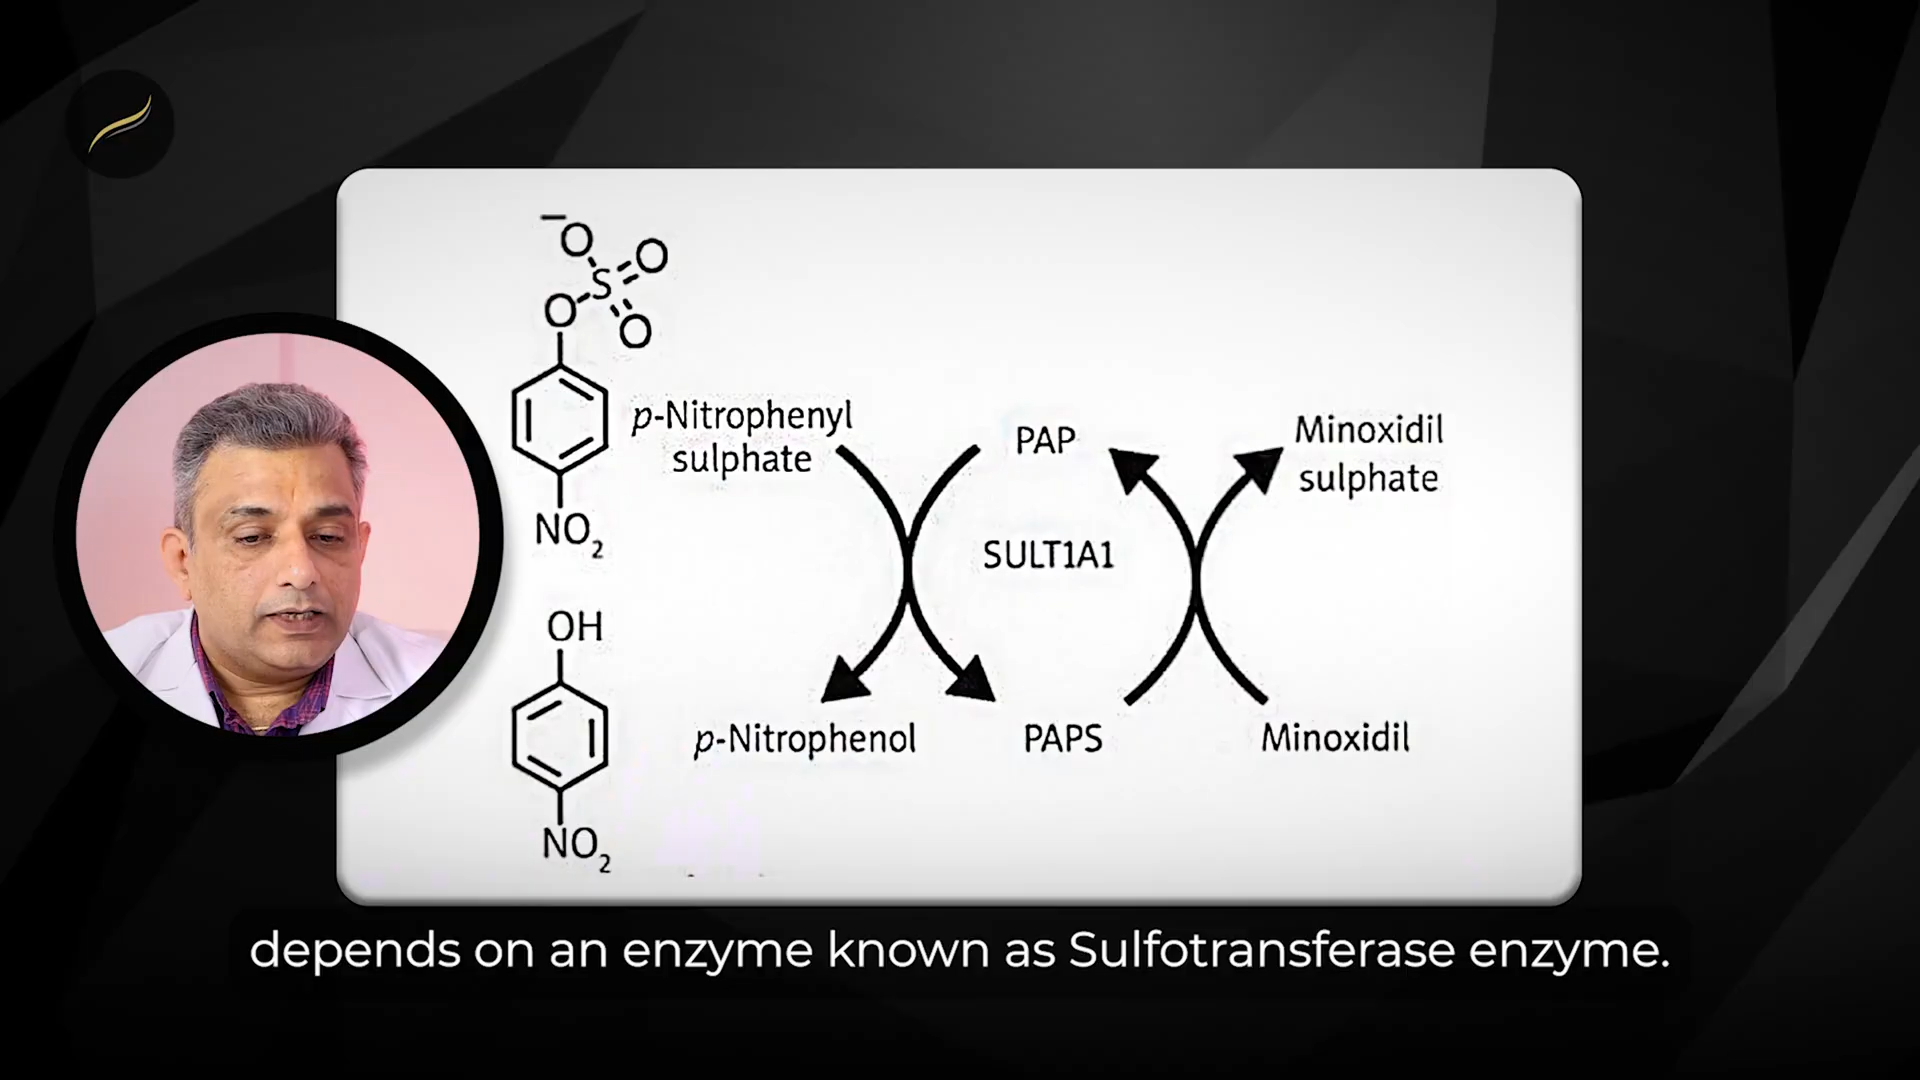 ⁻O
O
S
O
O
p-Nitrophenyl
sulphate
NO₂
PAP
Minoxidil
sulphate
SULT1A1
OH
p-Nitrophenol
PAPS
Minoxidil
NO₂
depends on an enzyme known as Sulfotransferase enzyme.